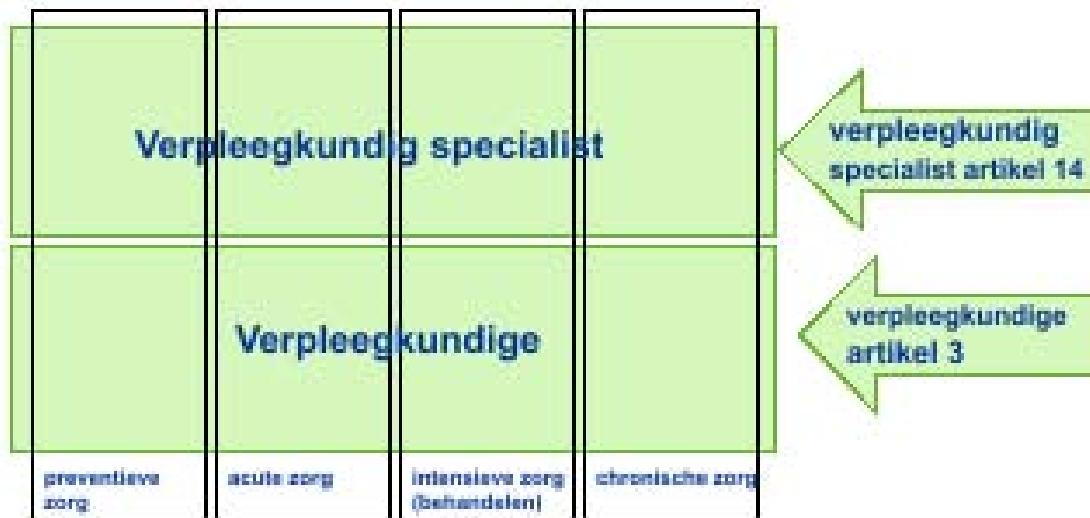 Verpleegkundig specialist
verpleegkundig
specialist artikel 14
Verpleegkundige
verpleegkundige
artikel 3
preventieve
zorg
acute zorg
intensieve zorg
(behandelen)
chronische zorg